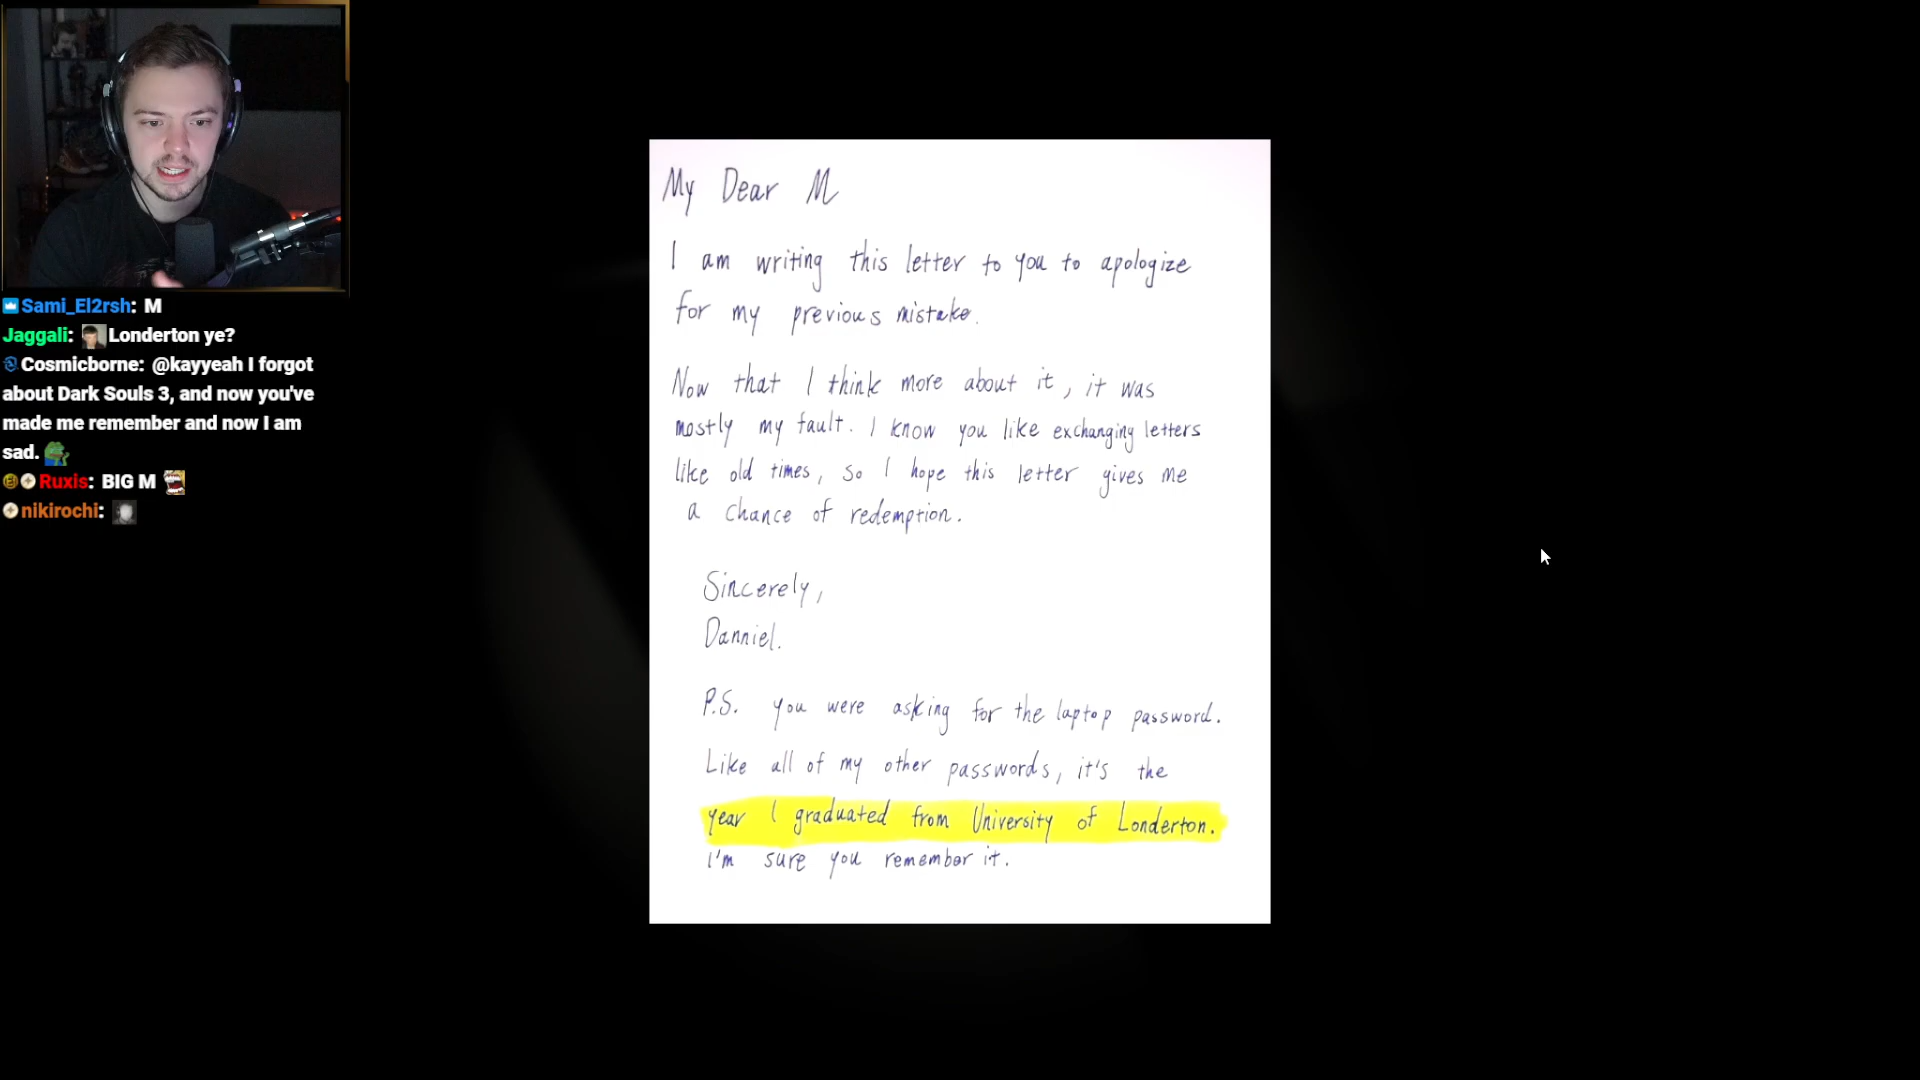 Sami_El2rsh: M
Jaggali: Londerton ye?
Cosmicborne: @kayyeah I forgot
about Dark Souls 3, and now you've
made me remember and now I am
sad.
Ruxis: BIG M
nikirochi:
My Dear M
I am writing this letter to you to apologize
for my previous mistake.
Now that I think more about it, it was
mostly my fault. I know you like exchanging letters
like old times, so I hope this letter gives me
a chance of redemption.
Sincerely,
Danniel.
P.S. you were asking for the laptop password.
Like all of my other passwords, it's the
year I graduated from University of Londerton.
i'm sure you remember it.